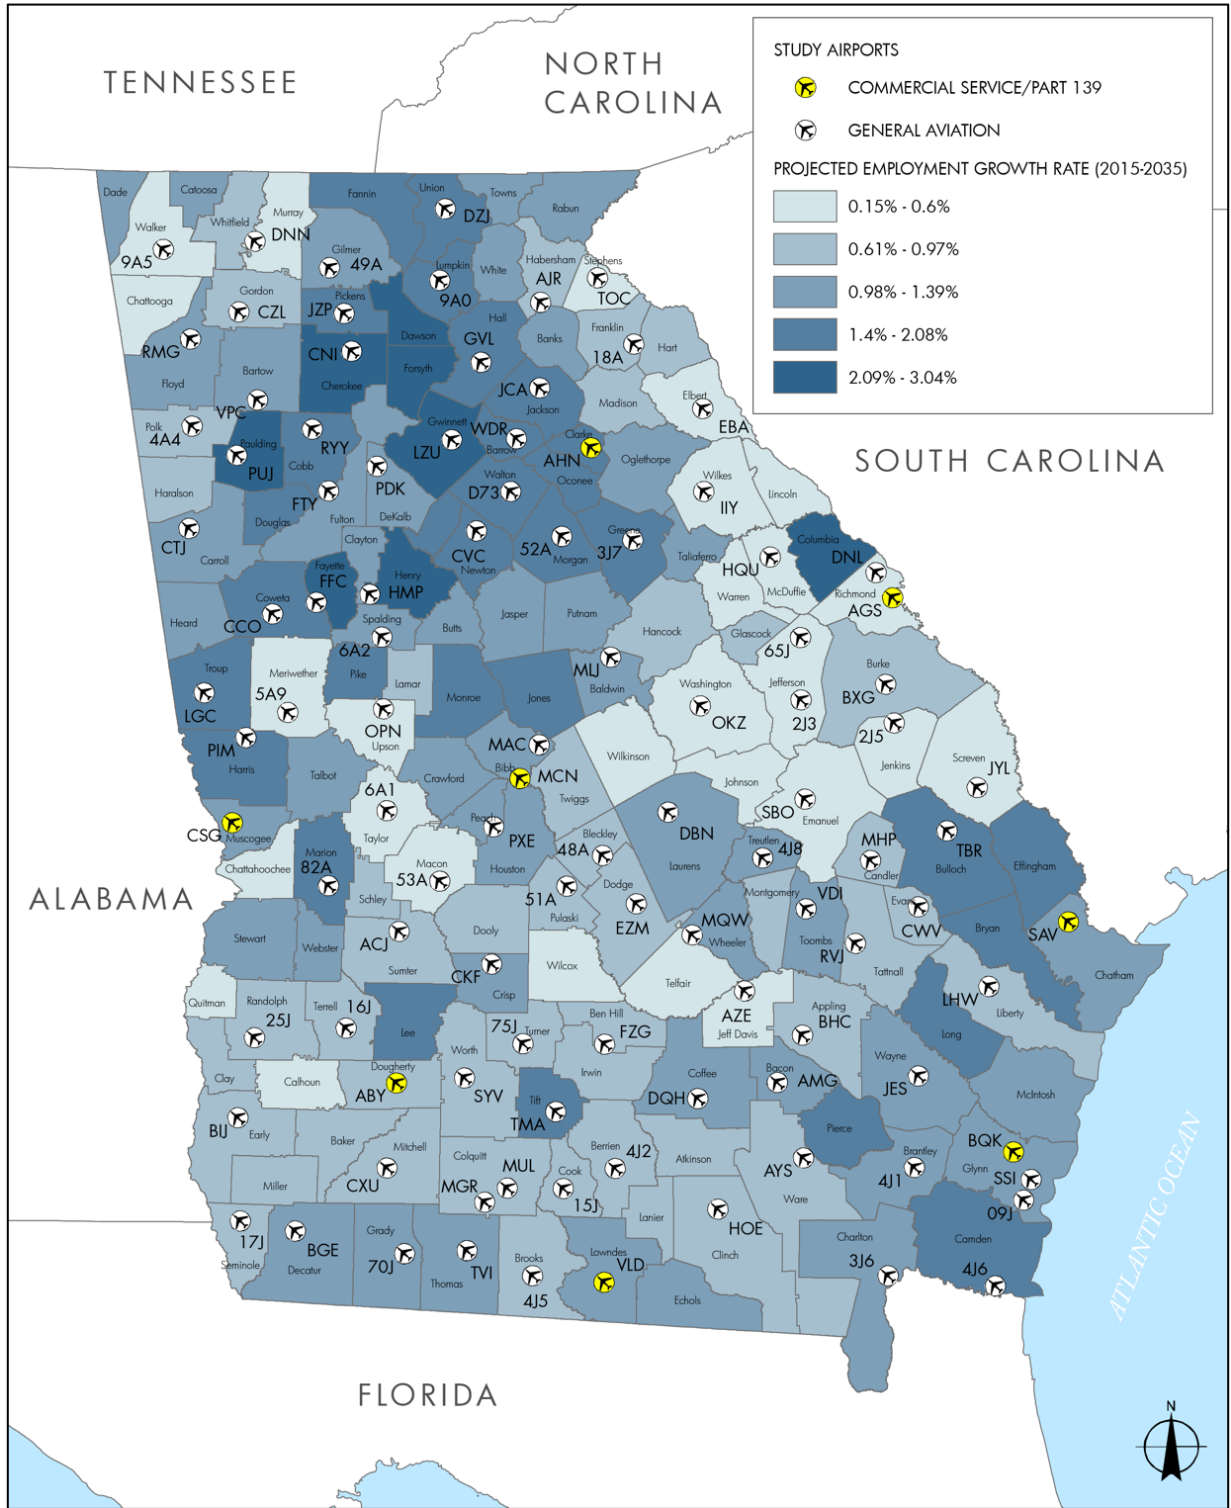 TENNESSEE
NORTH
CAROLINA
STUDY AIRPORTS
COMMERCIAL SERVICE/PART 139
GENERAL AVIATION
PROJECTED EMPLOYMENT GROWTH RATE (2015-2035)
0.15% - 0.6%
0.61% - 0.97%
0.98% - 1.39%
1.4% - 2.08%
2.09% - 3.04%
SOUTH CAROLINA
ALABAMA
FLORIDA
ATLANTIC OCEAN
N
Dade
Catoosa
Fannin
Union
Towns
Rabun
Walker
Whitfield
Murray
DNN
DZJ
9A5
Gilmer
49A
Lumpkin
9A0
White
Habersham
AJR
Stephens
TOC
Chattooga
Gordon
CZL
Pickens
JZP
Dawson
Hall
GVL
Banks
Franklin
18A
Hart
RMG
Floyd
Bartow
VPC
CNI
Cherokee
Forsyth
JCA
Jackson
Madison
Elbert
EBA
Polk
4A4
Paulding
PUJ
RYY
Cobb
Gwinnett
LZU
WDR
Barrow
Clarke
AHN
Oconee
Oglethorpe
Wilkes
IIY
Lincoln
Haralson
FTY
PDK
DeKalb
Fulton
Walton
D73
Douglas
CTJ
Carroll
Clayton
CVC
Newton
52A
Morgan
Greene
3J7
Taliaferro
HQU
McDuffie
Warren
Columbia
DNL
Richmond
AGS
Fayette
FFC
Henry
HMP
Heard
Coweta
CCO
Spalding
6A2
Butts
Jasper
Putnam
Hancock
Glascock
65J
Troup
LGC
Meriwether
5A9
Pike
Lamar
Monroe
Jones
MLJ
Baldwin
Washington
OKZ
Jefferson
2J3
Burke
BXG
2J5
OPN
Upson
PIM
Harris
Talbot
MAC
Bibb
MCN
Twiggs
Wilkinson
Johnson
Jenkins
Screven
JYL
Crawford
6A1
Taylor
Peach
PXE
Houston
DBN
Laurens
SBO
Emanuel
CSG
Muscogee
Chattahoochee
Marion
82A
Macon
53A
Schley
Bleckley
48A
51A
Pulaski
Dodge
EZM
Treutlen
4J8
MHP
Candler
TBR
Bulloch
Effingham
Stewart
Webster
ACJ
Sumter
Dooly
Wilcox
MQW
Wheeler
Montgomery
VDI
Toombs
RVJ
Tattnall
Evans
CWV
Bryan
SAV
Chatham
Quitman
Randolph
25J
Terrell
16J
Lee
CKF
Crisp
Telfair
AZE
Jeff Davis
Appling
BHC
LHW
Long
Liberty
Clay
Calhoun
Dougherty
ABY
Worth
SYV
75J
Turner
Ben Hill
FZG
Irwin
Coffee
DQH
Bacon
AMG
Wayne
JES
McIntosh
BIJ
Early
Baker
Mitchell
CXU
Tift
TMA
Pierce
Miller
Colquitt
MUL
MGR
Cook
15J
Berrien
4J2
Atkinson
AYS
Ware
Brantley
4J1
BQK
Glynn
SSI
09J
17J
Seminole
BGE
Decatur
Grady
70J
Thomas
TVI
Brooks
4J5
Lowndes
VLD
Lanier
Echols
HOE
Clinch
Charlton
3J6
Camden
4J6